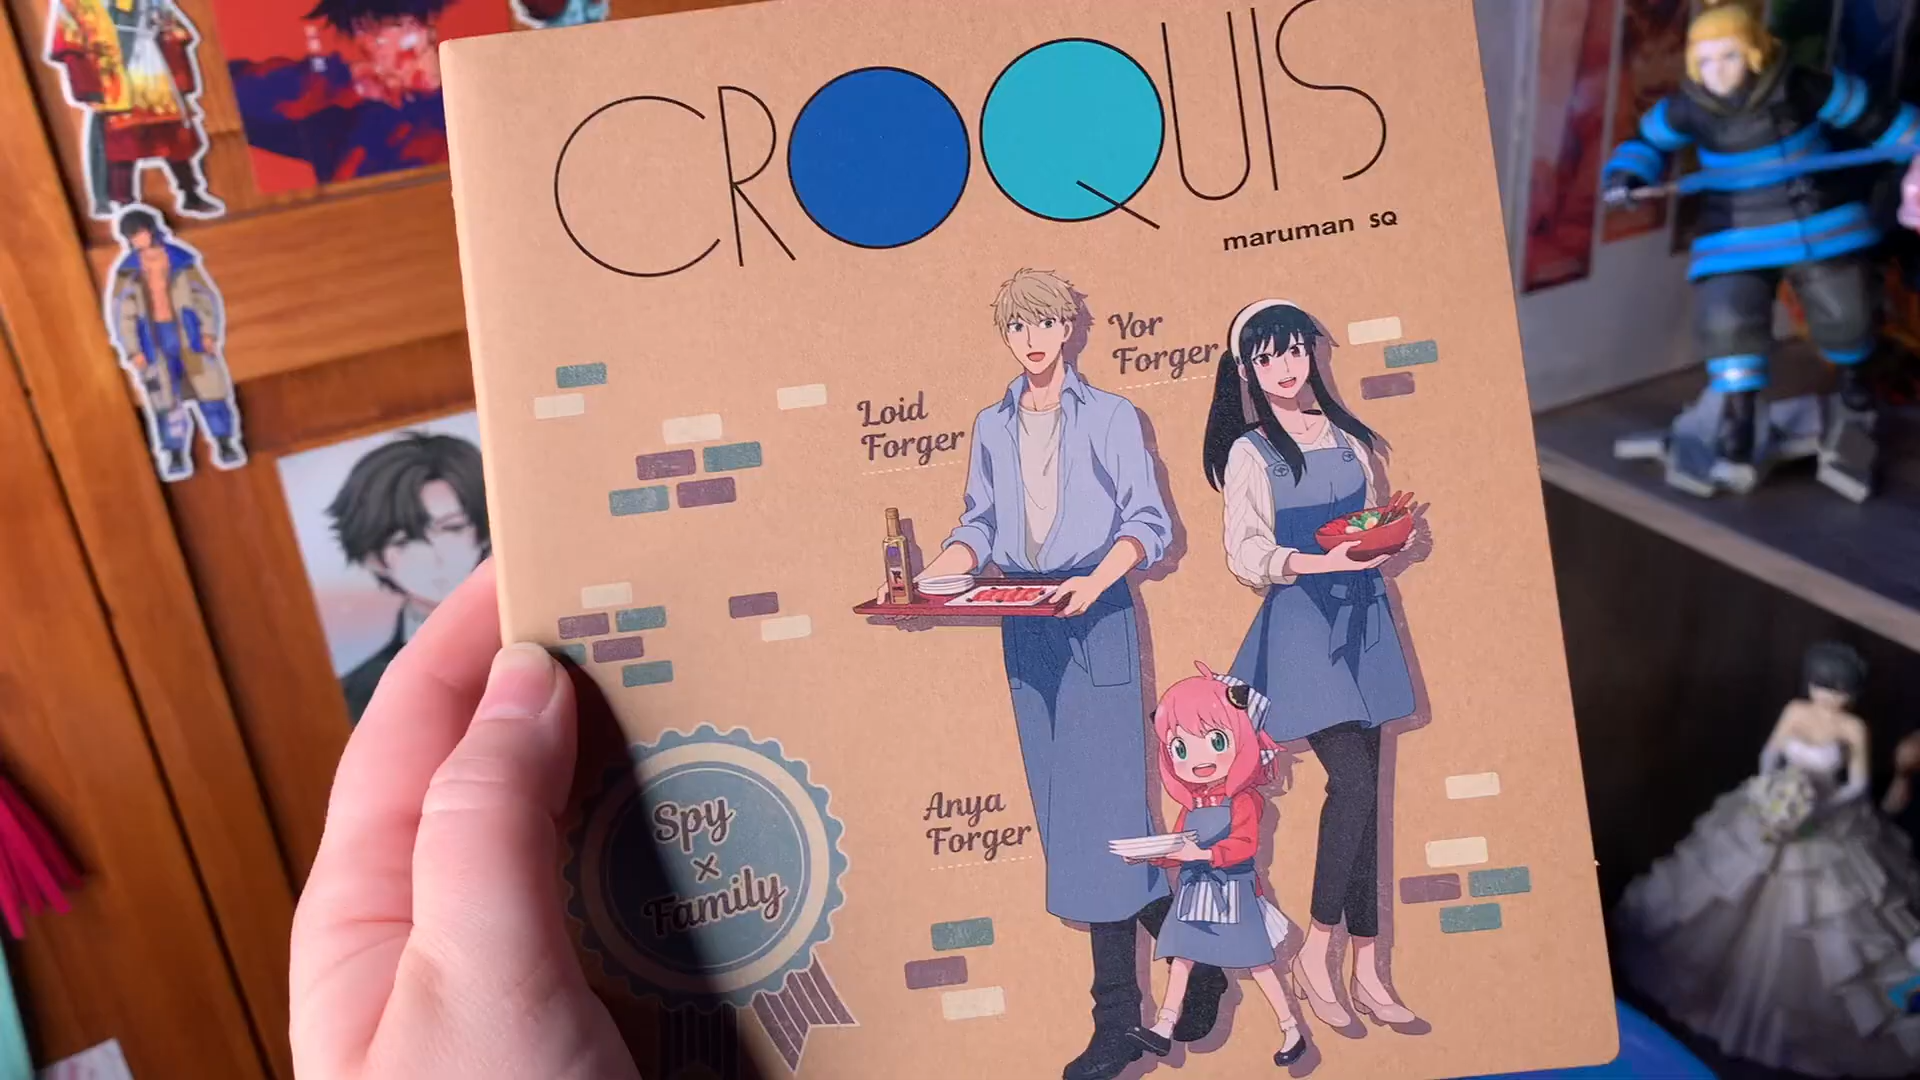 CROQUIS
maruman SQ
Yor
Forger
Loid
Forger
Anya
Forger
Spy
×
Family